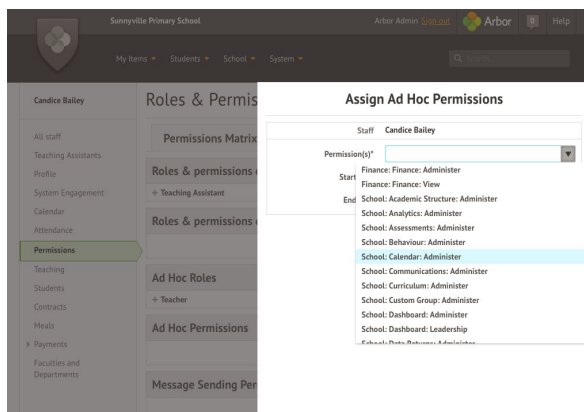 Sunnyville Primary School
Arbor Admin Sign out
Arbor
0
Help
My Items
Students
School
System
Candice Bailey
All staff
Teaching Assistants
Profile
System Engagement
Calendar
Attendance
Permissions
Teaching
Students
Contracts
Meals
Payments
Faculties and
Departments
Roles & Permis
Permissions Matrix
Roles & permissions
+ Teaching Assistant
Roles & permissions
Ad Hoc Roles
+ Teacher
Ad Hoc Permissions
Message Sending Per
Assign Ad Hoc Permissions
Staff Candice Bailey
Permission(s)*
Start
End
Finance: Finance: Administer
Finance: Finance: View
School: Academic Structure: Administer
School: Analytics: Administer
School: Assessments: Administer
School: Behaviour: Administer
School: Calendar: Administer
School: Communications: Administer
School: Curriculum: Administer
School: Custom Group: Administer
School: Dashboard: Administer
School: Dashboard: Leadership
School: Data Returns: Administer